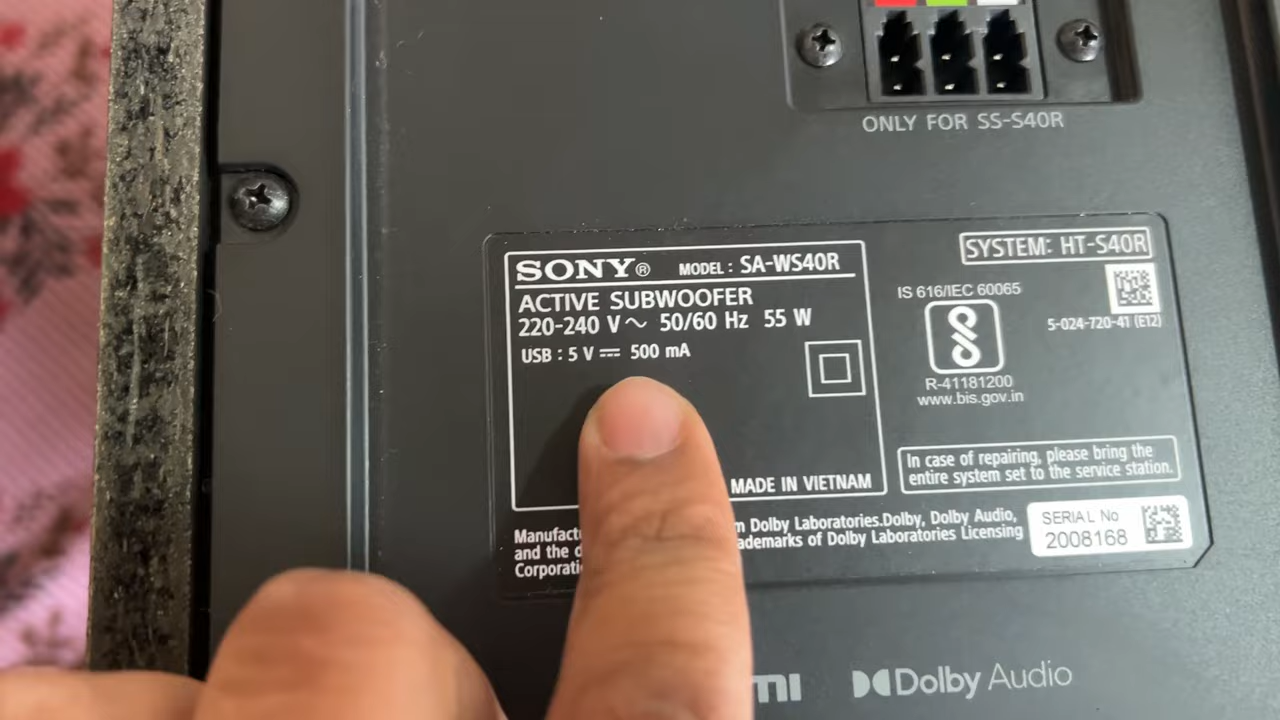 ONLY FOR SS-S40R
SONY® MODEL : SA-WS40R
ACTIVE SUBWOOFER
220-240 V～ 50/60 Hz 55 W
USB : 5 V ⎓ 500 mA
MADE IN VIETNAM
SYSTEM: HT-S40R
IS 616/IEC 60065
5-024-720-41 (E12)
R-41181200
www.bis.gov.in
In case of repairing, please bring the
entire system set to the service station.
Dolby Laboratories.Dolby, Dolby Audio,
and the
of Dolby Laboratories Licensing
SERIAL No
2008168
Dolby Audio